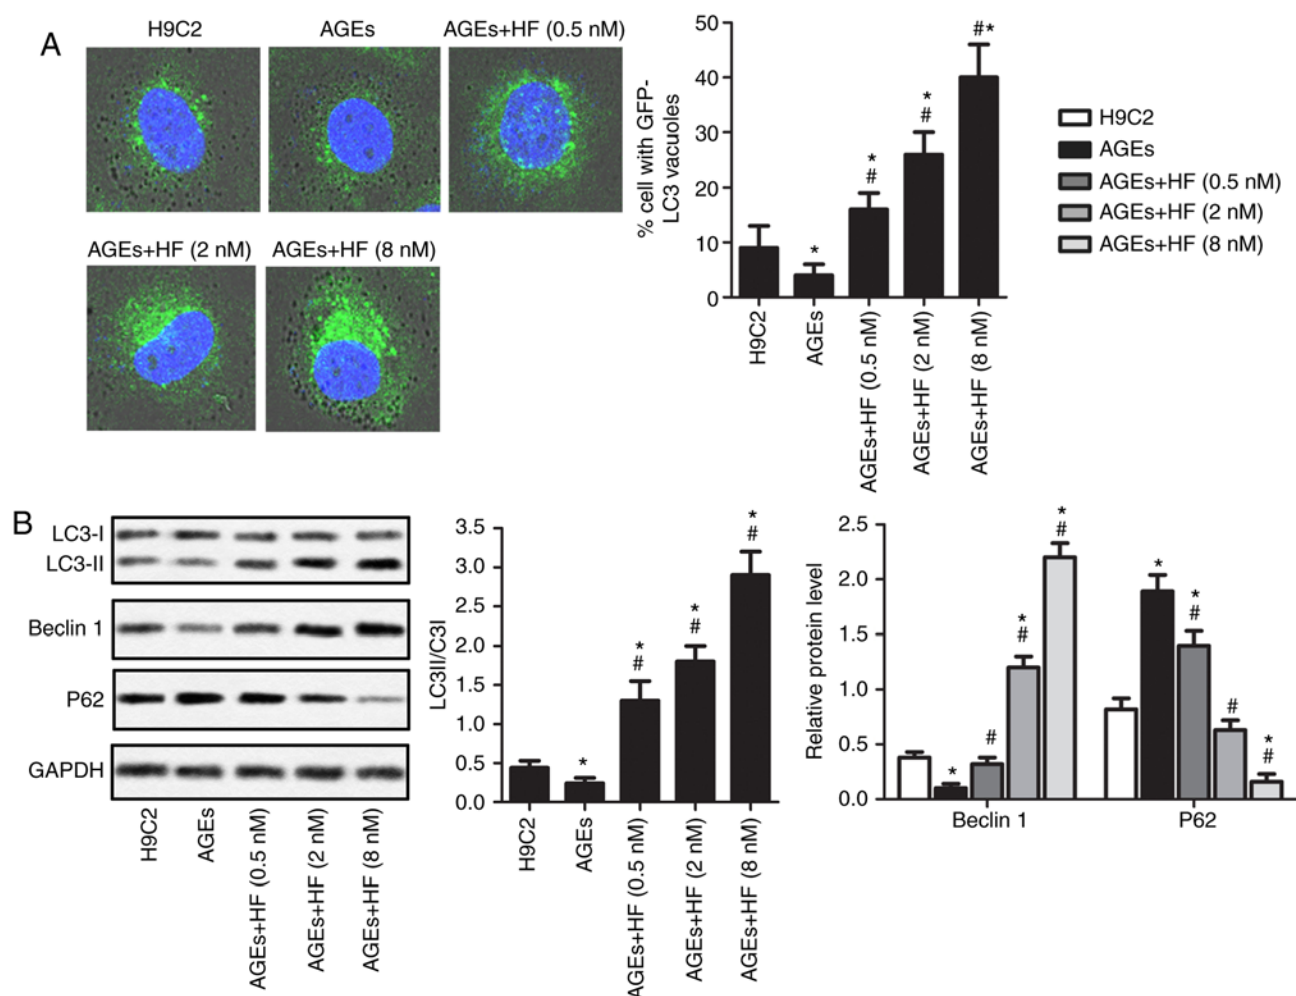 A
H9C2
AGEs
AGEs+HF (0.5 nM)
AGEs+HF (2 nM)
AGEs+HF (8 nM)
% cell with GFP-
LC3 vacuoles
50
40
30
20
10
0
*
*
#
*
#
#*
H9C2
AGEs
AGEs+HF (0.5 nM)
AGEs+HF (2 nM)
AGEs+HF (8 nM)
H9C2
AGEs
AGEs+HF (0.5 nM)
AGEs+HF (2 nM)
AGEs+HF (8 nM)
B
LC3-I
LC3-II
Beclin 1
P62
GAPDH
H9C2
AGEs
AGEs+HF (0.5 nM)
AGEs+HF (2 nM)
AGEs+HF (8 nM)
LC3II/C3I
3.5
3.0
2.5
2.0
1.5
1.0
0.5
0.0
*
*
#
*
#
*
#
H9C2
AGEs
AGEs+HF (0.5 nM)
AGEs+HF (2 nM)
AGEs+HF (8 nM)
Relative protein level
2.5
2.0
1.5
1.0
0.5
0.0
*
#
*
#
*
#
*
*
#
#
*
#
Beclin 1
P62